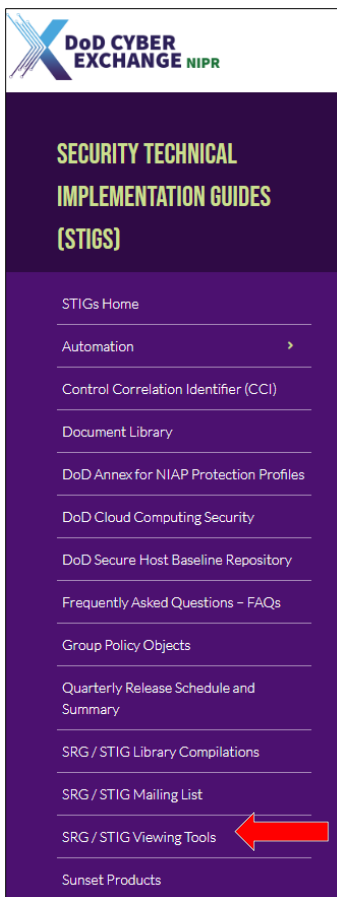 DoD CYBER
EXCHANGE NIPR
SECURITY TECHNICAL
IMPLEMENTATION GUIDES
(STIGS)
STIGs Home
Automation >
Control Correlation Identifier (CCI)
Document Library
DoD Annex for NIAP Protection Profiles
DoD Cloud Computing Security
DoD Secure Host Baseline Repository
Frequently Asked Questions – FAQs
Group Policy Objects
Quarterly Release Schedule and
Summary
SRG / STIG Library Compilations
SRG / STIG Mailing List
SRG / STIG Viewing Tools
Sunset Products